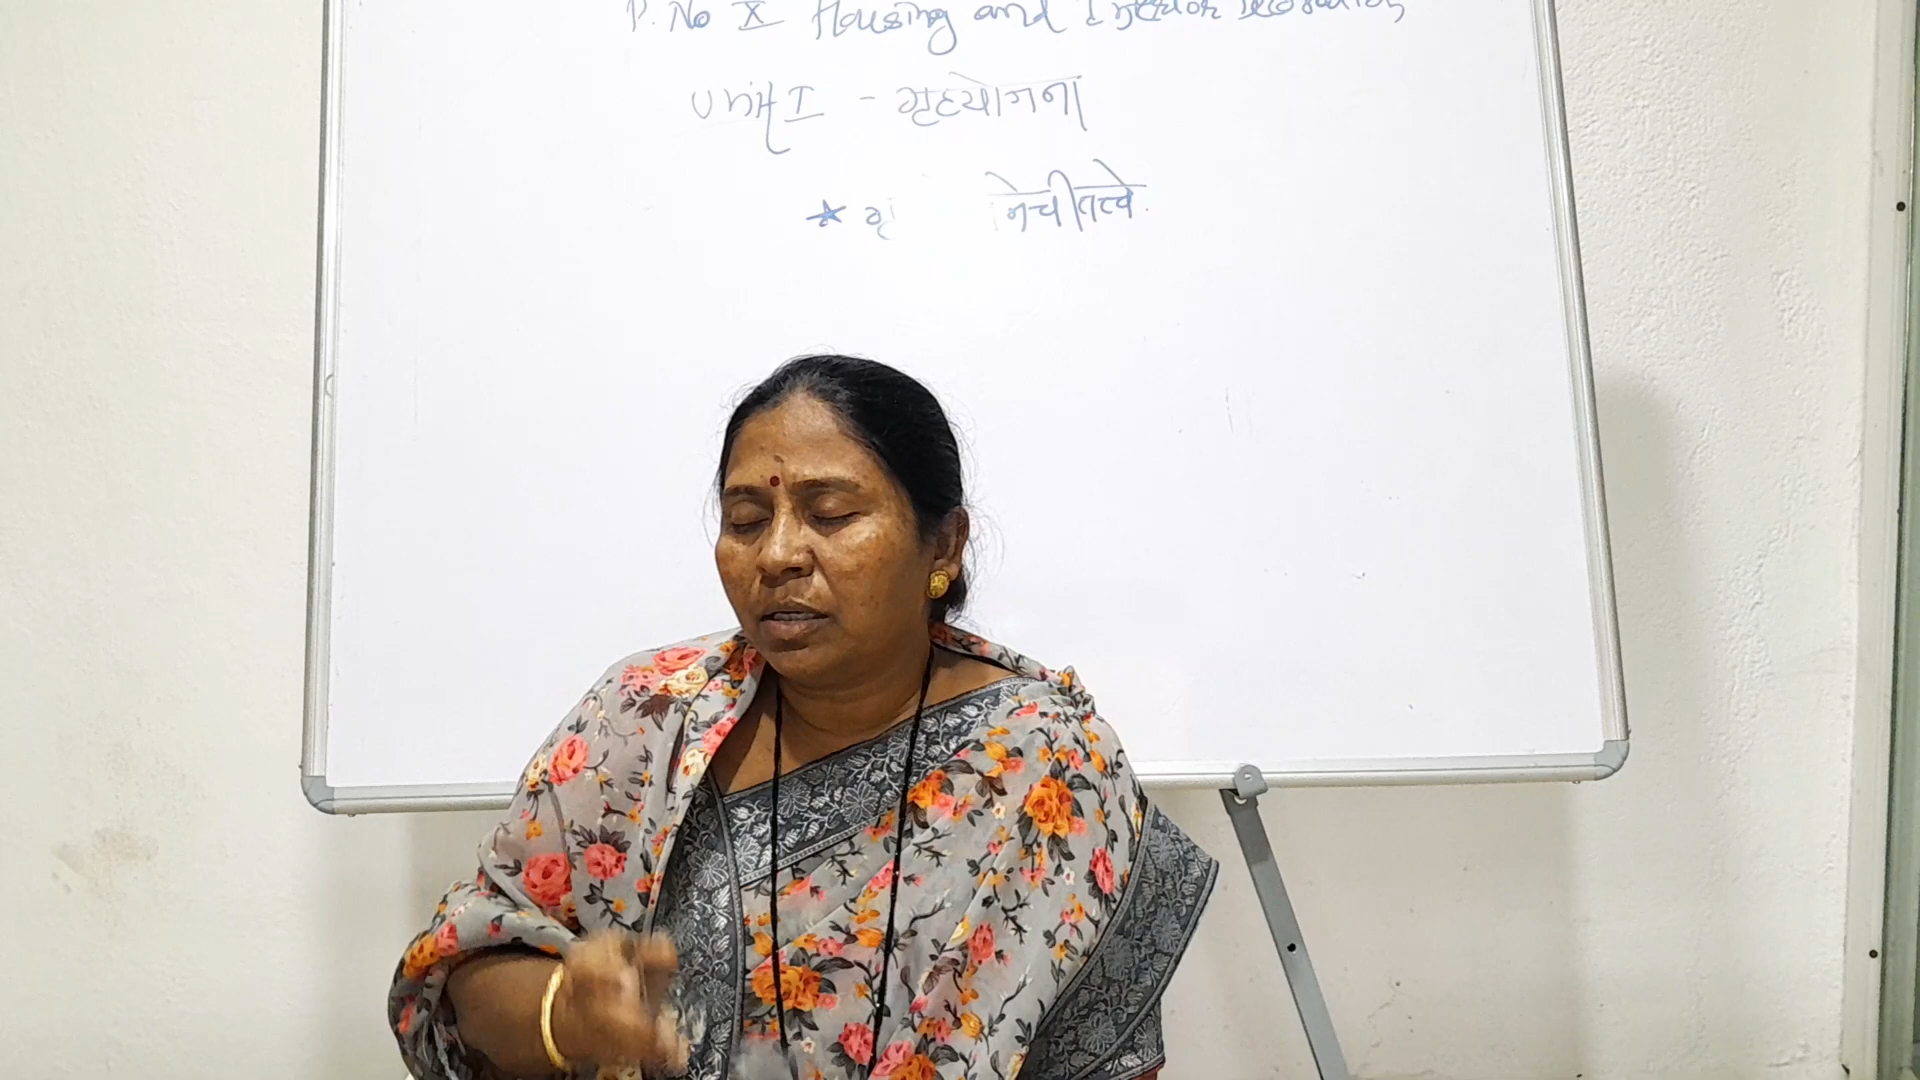 P. No X Housing and Interior Decoration
Unit I - गृहयोजना
* गृ नेचीतत्वे.